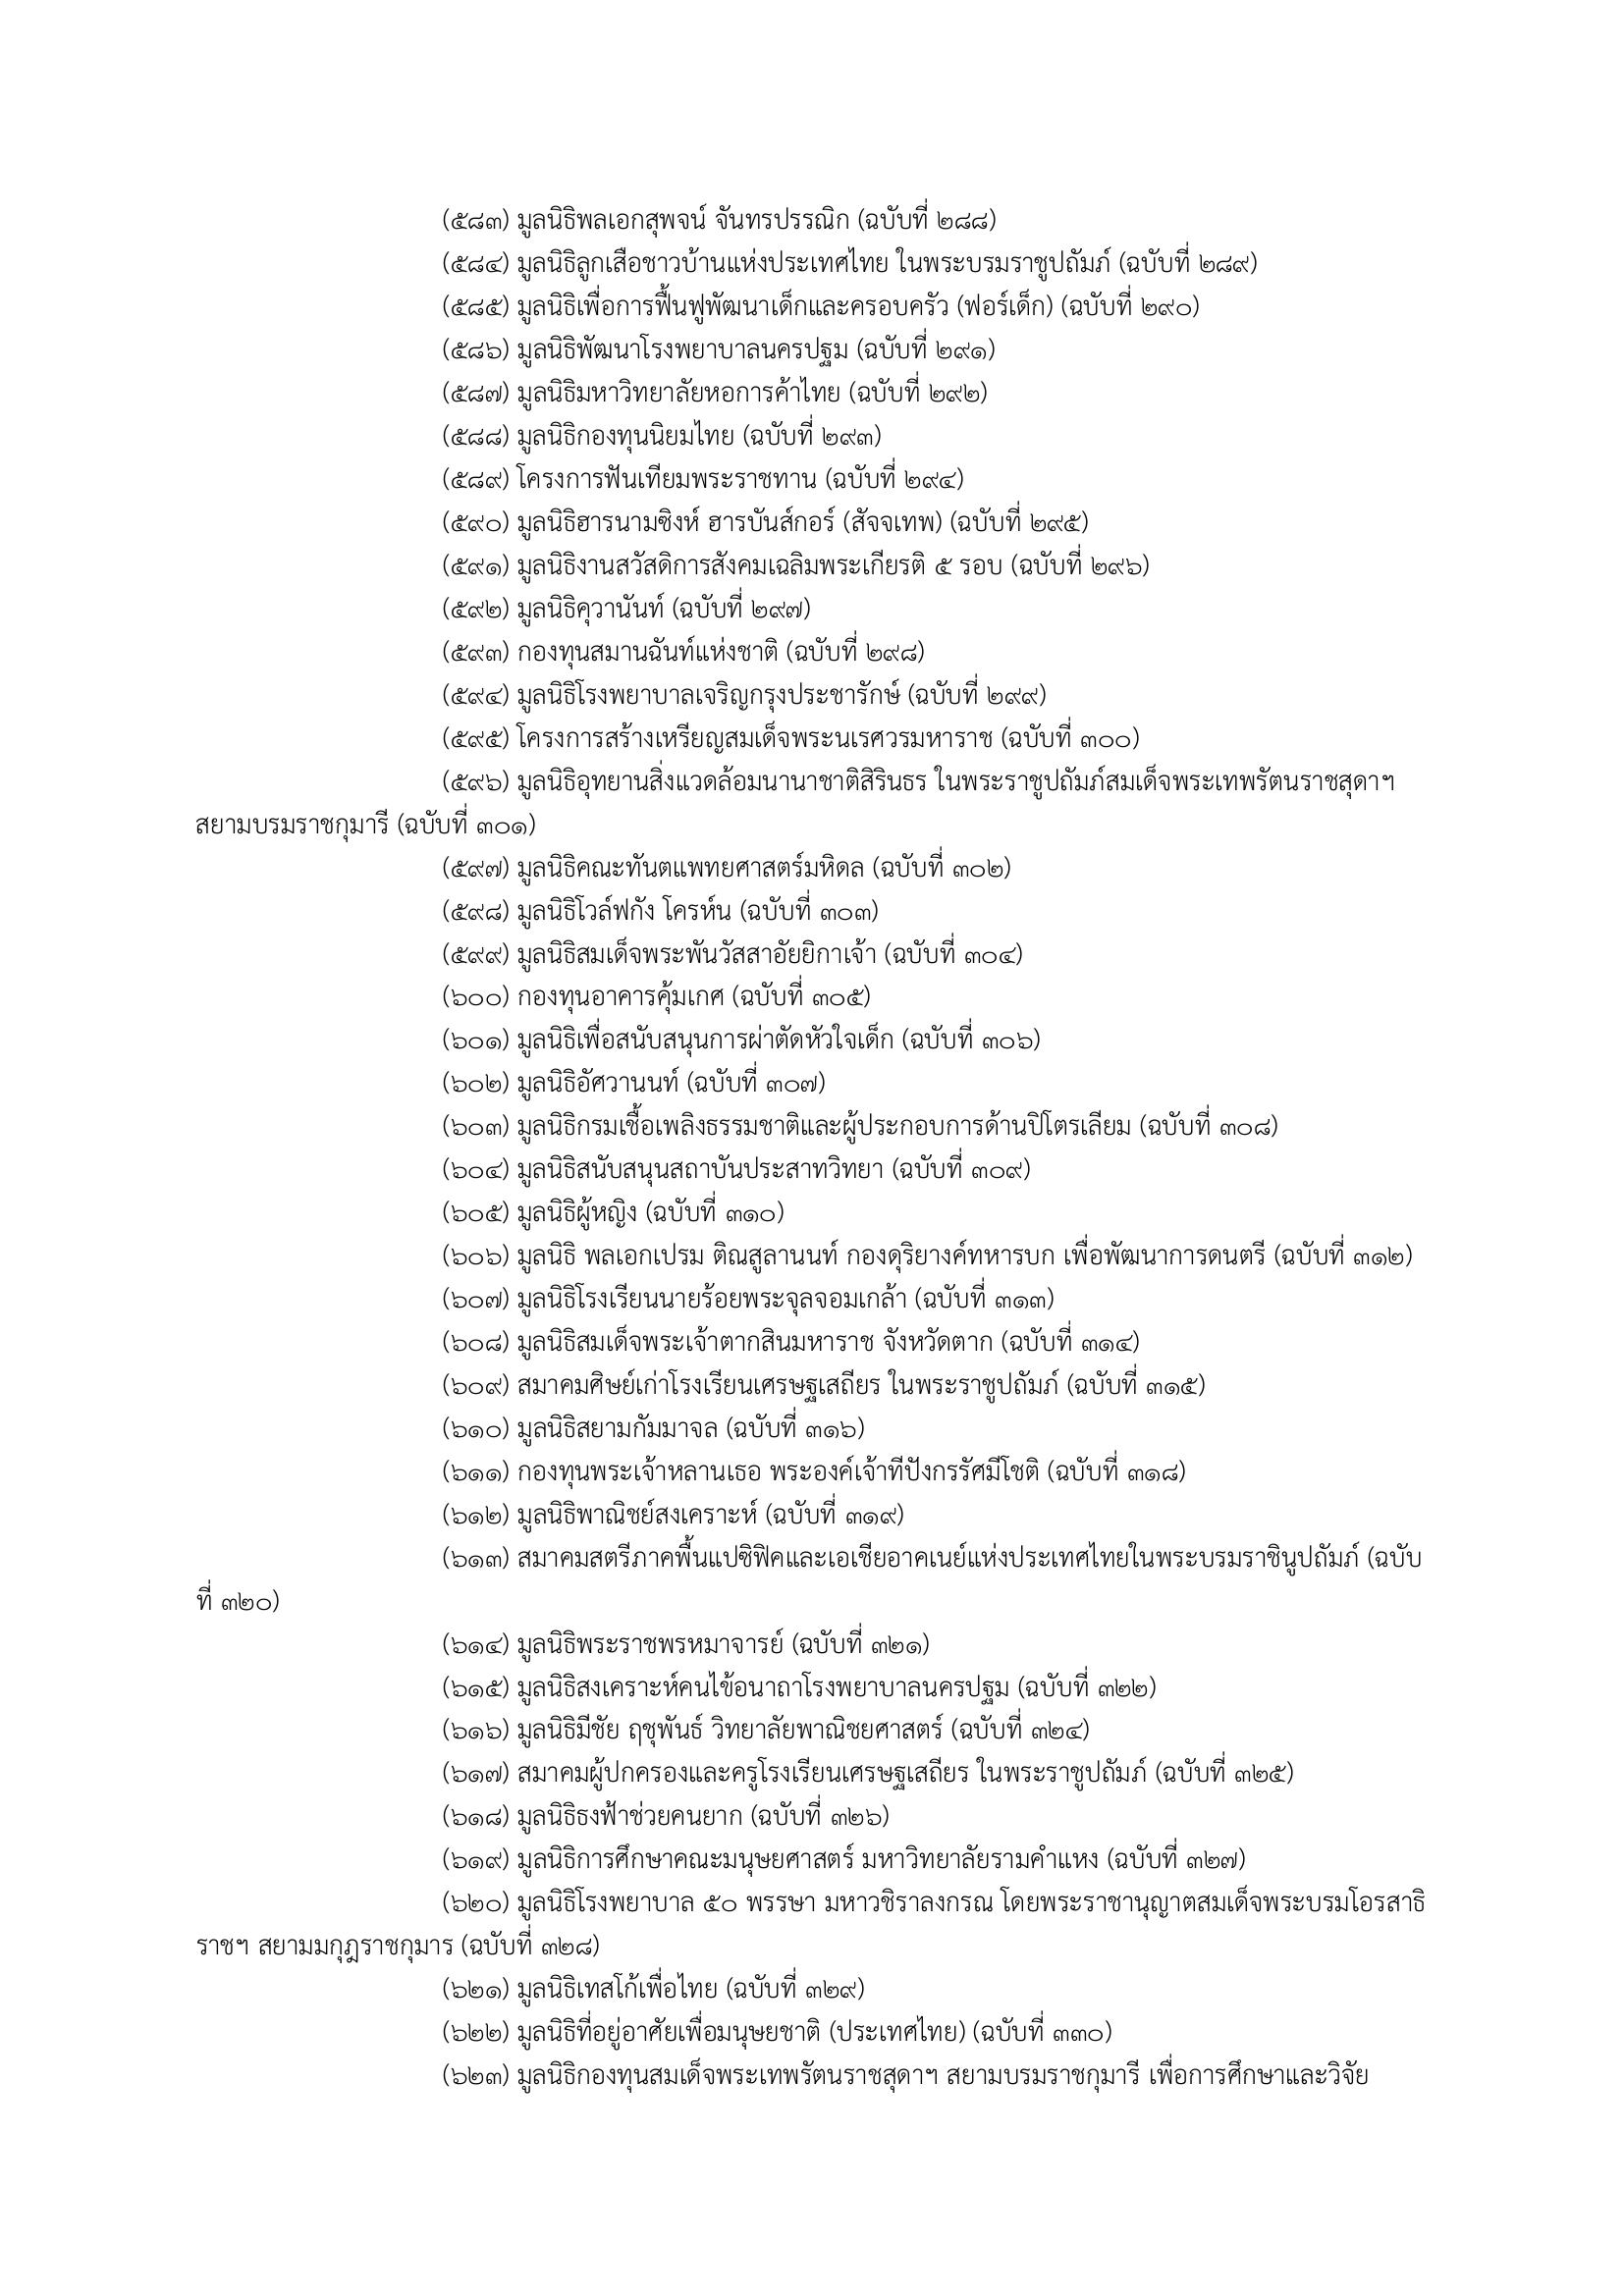 (๕๘๓) มูลนิธิพลเอกสุพจน์ จันทรปรรณิก (ฉบับที่ ๒๘๘)
(๕๘๔) มูลนิธิลูกเสือชาวบ้านแห่งประเทศไทย ในพระบรมราชูปถัมภ์ (ฉบับที่ ๒๘๙)
(๕๘๕) มูลนิธิเพื่อการฟื้นฟูพัฒนาเด็กและครอบครัว (ฟอร์เด็ก) (ฉบับที่ ๒๙๐)
(๕๘๖) มูลนิธิพัฒนาโรงพยาบาลนครปฐม (ฉบับที่ ๒๙๑)
(๕๘๗) มูลนิธิมหาวิทยาลัยหอการค้าไทย (ฉบับที่ ๒๙๒)
(๕๘๘) มูลนิธิกองทุนนิยมไทย (ฉบับที่ ๒๙๓)
(๕๘๙) โครงการฟันเทียมพระราชทาน (ฉบับที่ ๒๙๔)
(๕๙๐) มูลนิธิฮารนามซิงห์ ฮารบันส์กอร์ (สัจจเทพ) (ฉบับที่ ๒๙๕)
(๕๙๑) มูลนิธิงานสวัสดิการสังคมเฉลิมพระเกียรติ ๕ รอบ (ฉบับที่ ๒๙๖)
(๕๙๒) มูลนิธิคุวานันท์ (ฉบับที่ ๒๙๗)
(๕๙๓) กองทุนสมานฉันท์แห่งชาติ (ฉบับที่ ๒๙๘)
(๕๙๔) มูลนิธิโรงพยาบาลเจริญกรุงประชารักษ์ (ฉบับที่ ๒๙๙)
(๕๙๕) โครงการสร้างเหรียญสมเด็จพระนเรศวรมหาราช (ฉบับที่ ๓๐๐)
(๕๙๖) มูลนิธิอุทยานสิ่งแวดล้อมนานาชาติสิรินธร ในพระราชูปถัมภ์สมเด็จพระเทพรัตนราชสุดาฯ
สยามบรมราชกุมารี (ฉบับที่ ๓๐๑)
(๕๙๗) มูลนิธิคณะทันตแพทยศาสตร์มหิดล (ฉบับที่ ๓๐๒)
(๕๙๘) มูลนิธิโวล์ฟกัง โครห์น (ฉบับที่ ๓๐๓)
(๕๙๙) มูลนิธิสมเด็จพระพันวัสสาอัยยิกาเจ้า (ฉบับที่ ๓๐๔)
(๖๐๐) กองทุนอาคารคุ้มเกศ (ฉบับที่ ๓๐๕)
(๖๐๑) มูลนิธิเพื่อสนับสนุนการผ่าตัดหัวใจเด็ก (ฉบับที่ ๓๐๖)
(๖๐๒) มูลนิธิอัศวานนท์ (ฉบับที่ ๓๐๗)
(๖๐๓) มูลนิธิกรมเชื้อเพลิงธรรมชาติและผู้ประกอบการด้านปิโตรเลียม (ฉบับที่ ๓๐๘)
(๖๐๔) มูลนิธิสนับสนุนสถาบันประสาทวิทยา (ฉบับที่ ๓๐๙)
(๖๐๕) มูลนิธิผู้หญิง (ฉบับที่ ๓๑๐)
(๖๐๖) มูลนิธิ พลเอกเปรม ติณสูลานนท์ กองดุริยางค์ทหารบก เพื่อพัฒนาการดนตรี (ฉบับที่ ๓๑๒)
(๖๐๗) มูลนิธิโรงเรียนนายร้อยพระจุลจอมเกล้า (ฉบับที่ ๓๑๓)
(๖๐๘) มูลนิธิสมเด็จพระเจ้าตากสินมหาราช จังหวัดตาก (ฉบับที่ ๓๑๔)
(๖๐๙) สมาคมศิษย์เก่าโรงเรียนเศรษฐเสถียร ในพระราชูปถัมภ์ (ฉบับที่ ๓๑๕)
(๖๑๐) มูลนิธิสยามกัมมาจล (ฉบับที่ ๓๑๖)
(๖๑๑) กองทุนพระเจ้าหลานเธอ พระองค์เจ้าทีปังกรรัศมีโชติ (ฉบับที่ ๓๑๘)
(๖๑๒) มูลนิธิพาณิชย์สงเคราะห์ (ฉบับที่ ๓๑๙)
(๖๑๓) สมาคมสตรีภาคพื้นแปซิฟิคและเอเชียอาคเนย์แห่งประเทศไทยในพระบรมราชินูปถัมภ์ (ฉบับ
ที่ ๓๒๐)
(๖๑๔) มูลนิธิพระราชพรหมาจารย์ (ฉบับที่ ๓๒๑)
(๖๑๕) มูลนิธิสงเคราะห์คนไข้อนาถาโรงพยาบาลนครปฐม (ฉบับที่ ๓๒๒)
(๖๑๖) มูลนิธิมีชัย ฤชุพันธ์ วิทยาลัยพาณิชยศาสตร์ (ฉบับที่ ๓๒๔)
(๖๑๗) สมาคมผู้ปกครองและครูโรงเรียนเศรษฐเสถียร ในพระราชูปถัมภ์ (ฉบับที่ ๓๒๕)
(๖๑๘) มูลนิธิธงฟ้าช่วยคนยาก (ฉบับที่ ๓๒๖)
(๖๑๙) มูลนิธิการศึกษาคณะมนุษยศาสตร์ มหาวิทยาลัยรามคำแหง (ฉบับที่ ๓๒๗)
(๖๒๐) มูลนิธิโรงพยาบาล ๕๐ พรรษา มหาวชิราลงกรณ โดยพระราชานุญาตสมเด็จพระบรมโอรสาธิ
ราชฯ สยามมกุฎราชกุมาร (ฉบับที่ ๓๒๘)
(๖๒๑) มูลนิธิเทสโก้เพื่อไทย (ฉบับที่ ๓๒๙)
(๖๒๒) มูลนิธิที่อยู่อาศัยเพื่อมนุษยชาติ (ประเทศไทย) (ฉบับที่ ๓๓๐)
(๖๒๓) มูลนิธิกองทุนสมเด็จพระเทพรัตนราชสุดาฯ สยามบรมราชกุมารี เพื่อการศึกษาและวิจัย